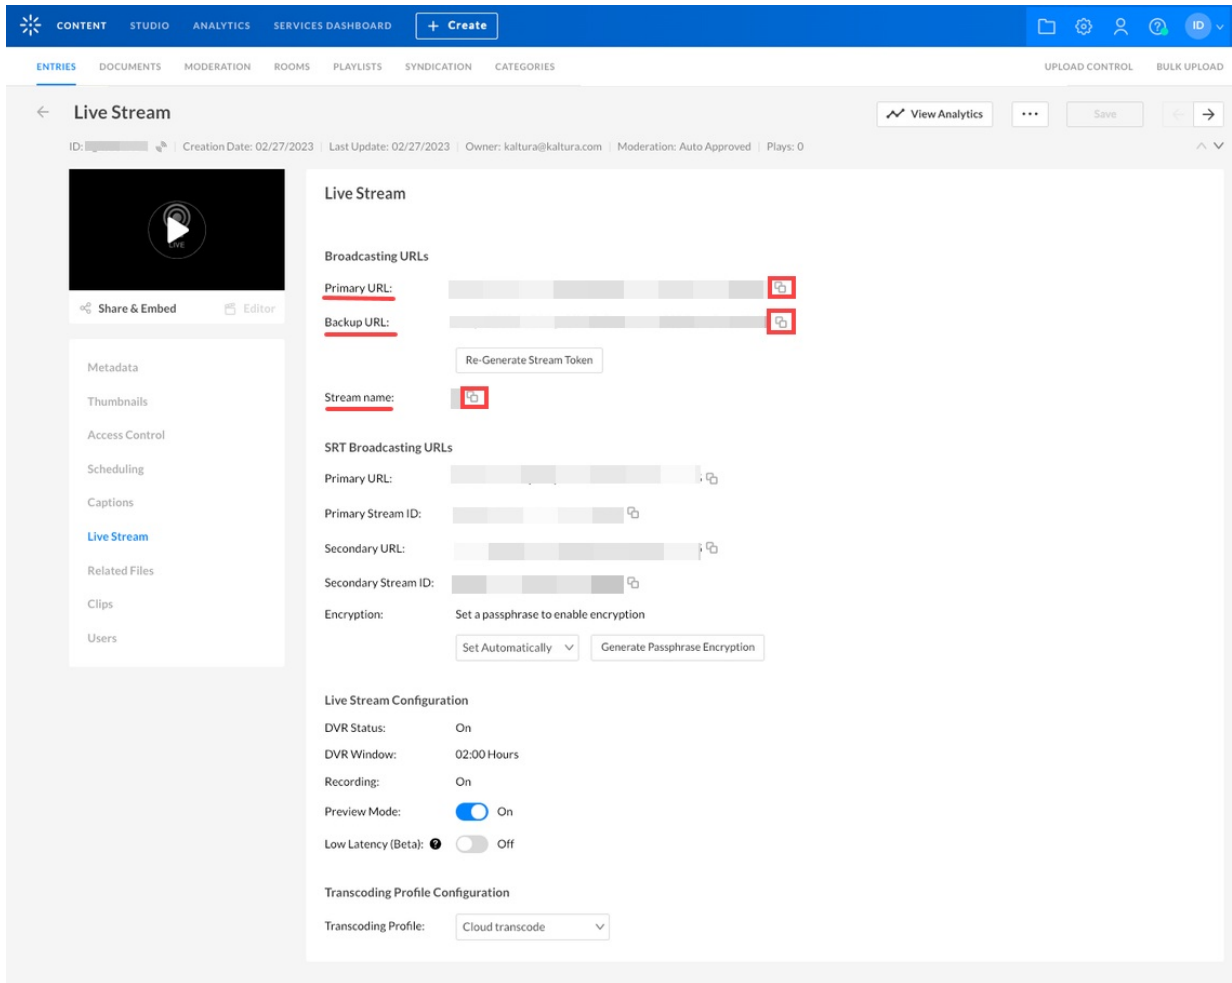 CONTENT STUDIO ANALYTICS SERVICES DASHBOARD + Create ID
ENTRIES DOCUMENTS MODERATION ROOMS PLAYLISTS SYNDICATION CATEGORIES UPLOAD CONTROL BULK UPLOAD
Live Stream View Analytics ... Save
ID: Creation Date: 02/27/2023 Last Update: 02/27/2023 Owner: kaltura@kaltura.com Moderation: Auto Approved Plays: 0
LIVE
Share & Embed Editor
Metadata
Thumbnails
Access Control
Scheduling
Captions
Live Stream
Related Files
Clips
Users
Live Stream
Broadcasting URLs
Primary URL:
Backup URL:
Re-Generate Stream Token
Stream name:
SRT Broadcasting URLs
Primary URL:
Primary Stream ID:
Secondary URL:
Secondary Stream ID:
Encryption: Set a passphrase to enable encryption
Set Automatically Generate Passphrase Encryption
Live Stream Configuration
DVR Status: On
DVR Window: 02:00 Hours
Recording: On
Preview Mode: On
Low Latency (Beta): ? Off
Transcoding Profile Configuration
Transcoding Profile: Cloud transcode